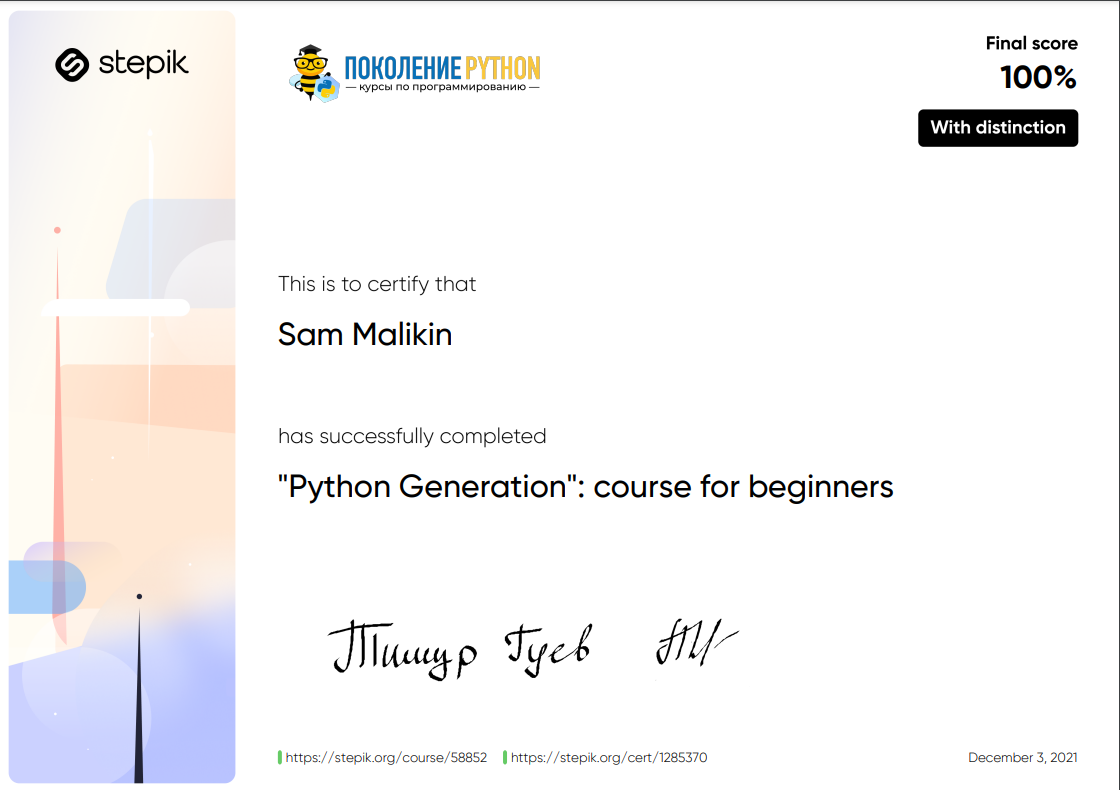 stepik
ПОКОЛЕНИЕ PYTHON
— курсы по программированию —
Final score
100%
With distinction
This is to certify that
Sam Malikin
has successfully completed
"Python Generation": course for beginners
Тимур Гуев
https://stepik.org/course/58852 https://stepik.org/cert/1285370
December 3, 2021